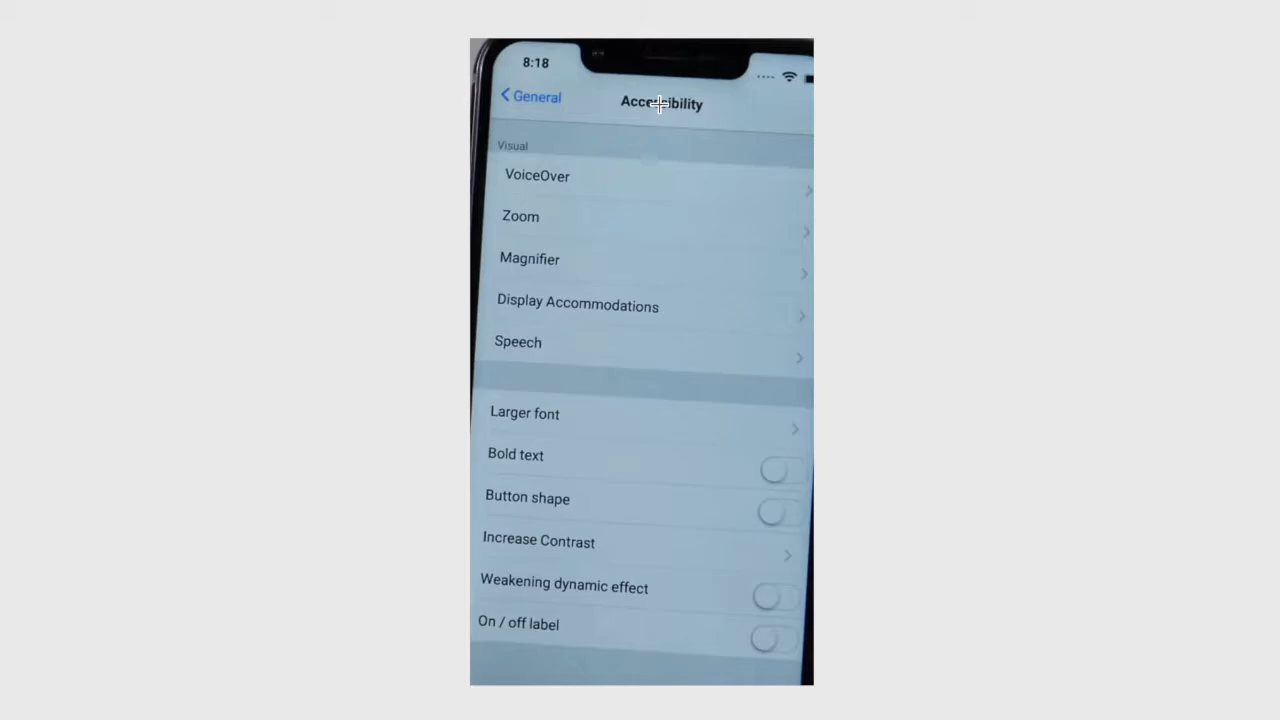 8:18
General
Accessibility
Visual
VoiceOver
Zoom
Magnifier
Display Accommodations
Speech
Larger font
Bold text
Button shape
Increase Contrast
Weakening dynamic effect
On / off label